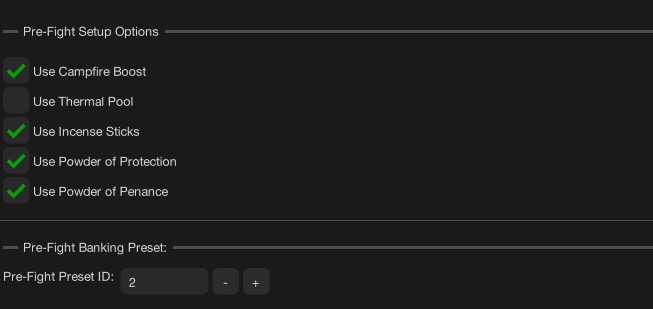 Pre-Fight Setup Options
Use Campfire Boost
Use Thermal Pool
Use Incense Sticks
Use Powder of Protection
Use Powder of Penance
Pre-Fight Banking Preset:
Pre-Fight Preset ID: 2 - +